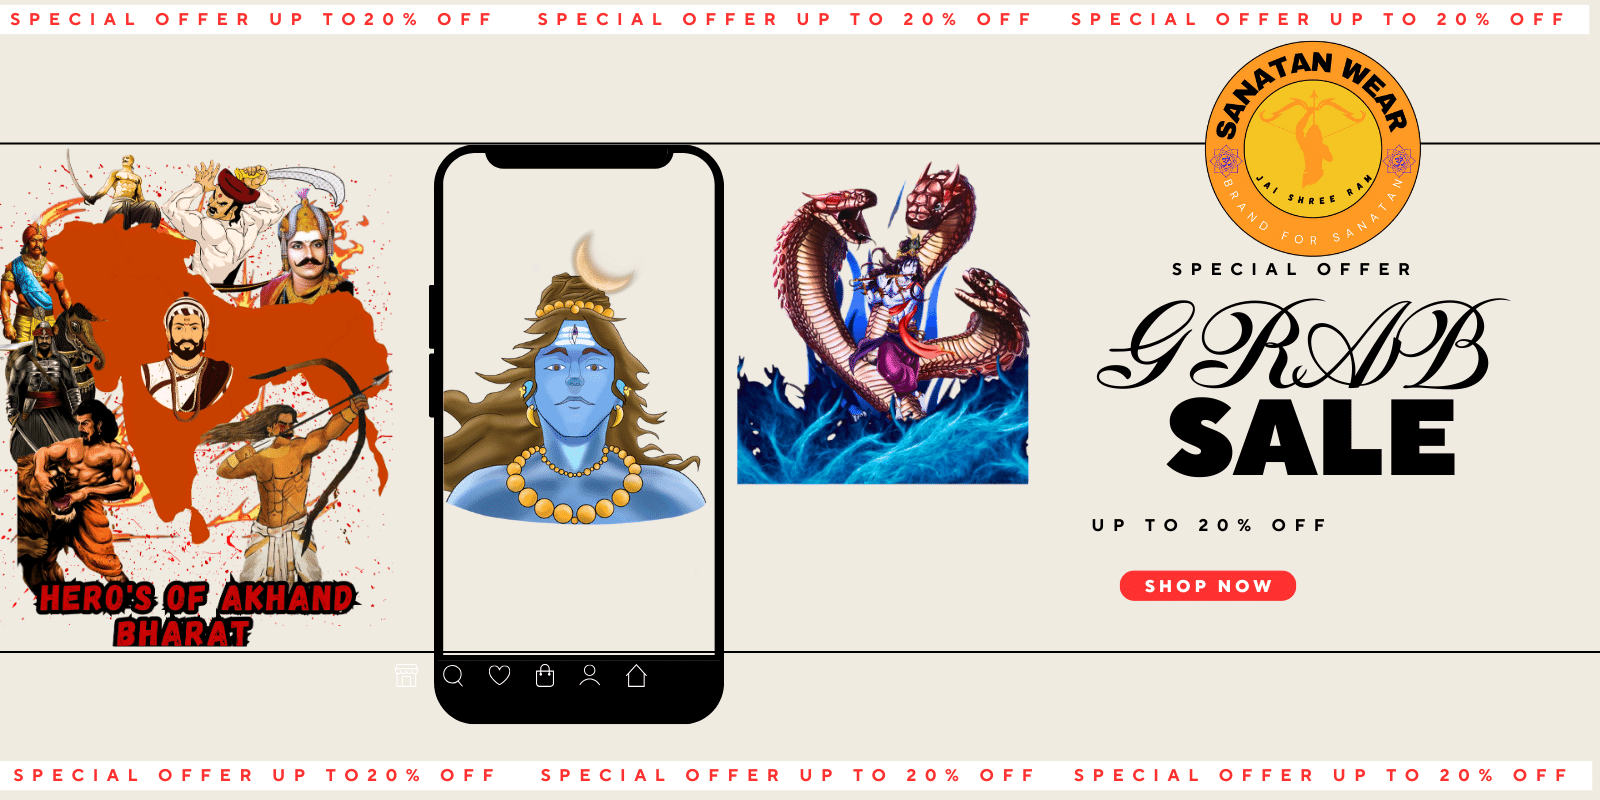 SPECIAL OFFER UP TO20% OFF SPECIAL OFFER UP TO 20% OFF SPECIAL OFFER UP TO 20% OFF
SANATAN WEAR
JAI SHREE RAM
BRAND FOR SANATAN
SPECIAL OFFER
GRAB
SALE
UP TO 20% OFF
SHOP NOW
HERO'S OF AKHAND
BHARAT
SPECIAL OFFER UP TO20% OFF SPECIAL OFFER UP TO 20% OFF SPECIAL OFFER UP TO 20% OFF